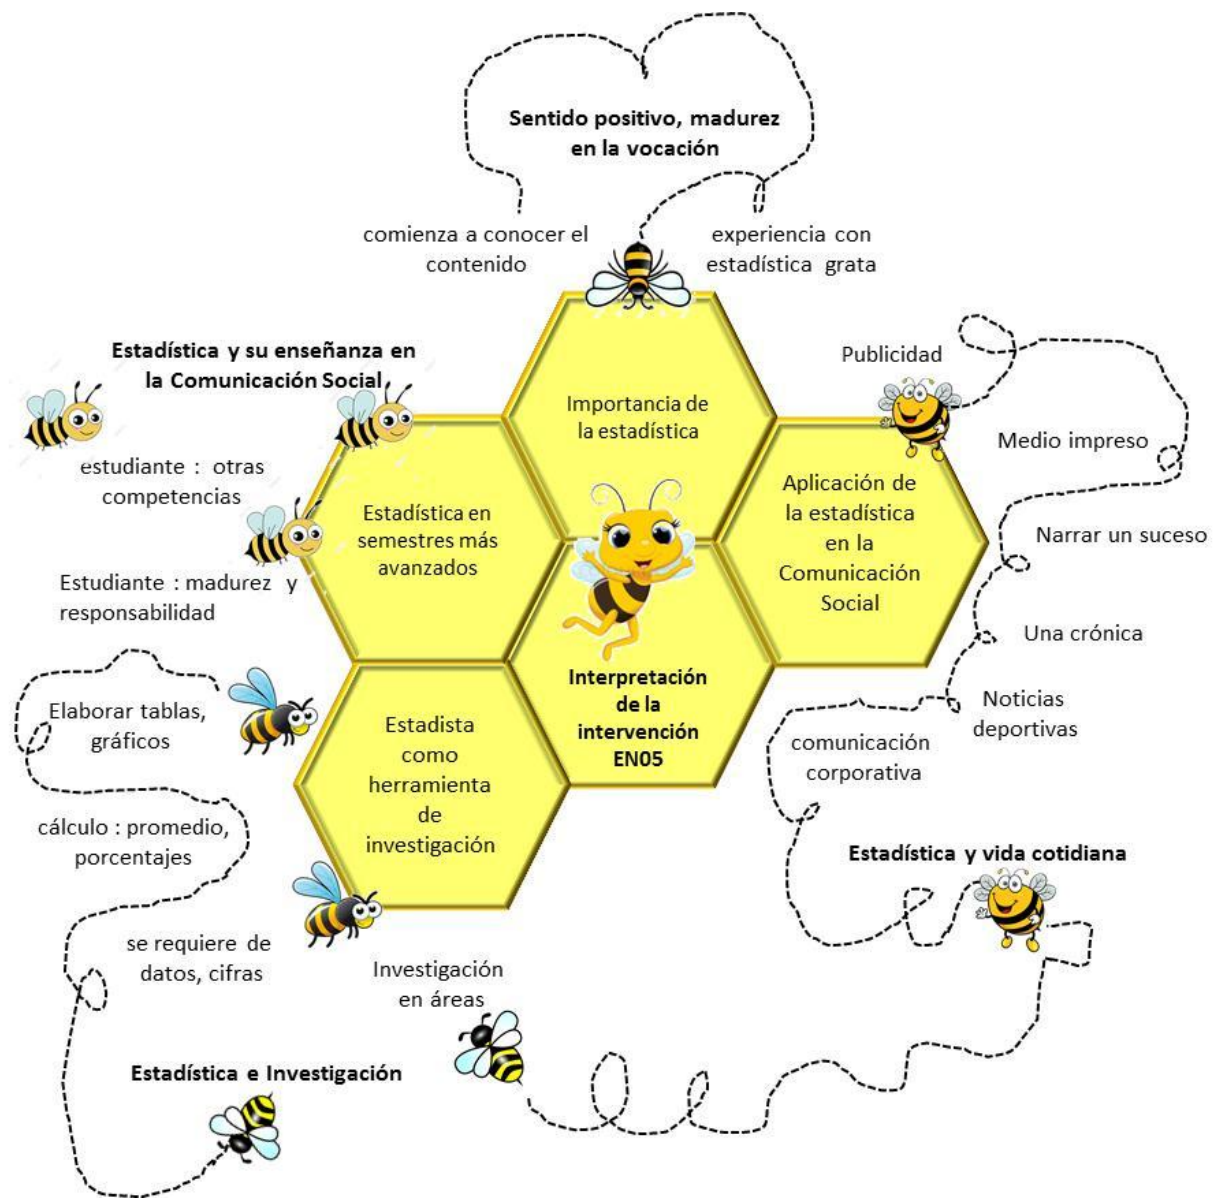 Sentido positivo, madurez
en la vocación
comienza a conocer el
contenido
experiencia con
estadística grata
Estadística y su enseñanza en
la Comunicación Social
estudiante : otras
competencias
Estudiante : madurez y
responsabilidad
Importancia de
la estadística
Estadística en
semestres más
avanzados
Aplicación de
la estadística
en la
Comunicación
Social
Publicidad
Medio impreso
Narrar un suceso
Una crónica
Noticias
deportivas
comunicación
corporativa
Interpretación
de la
intervención
EN05
Estadista
como
herramienta
de
investigación
Elaborar tablas,
gráficos
cálculo : promedio,
porcentajes
se requiere de
datos, cifras
Investigación
en áreas
Estadística y vida cotidiana
Estadística e Investigación